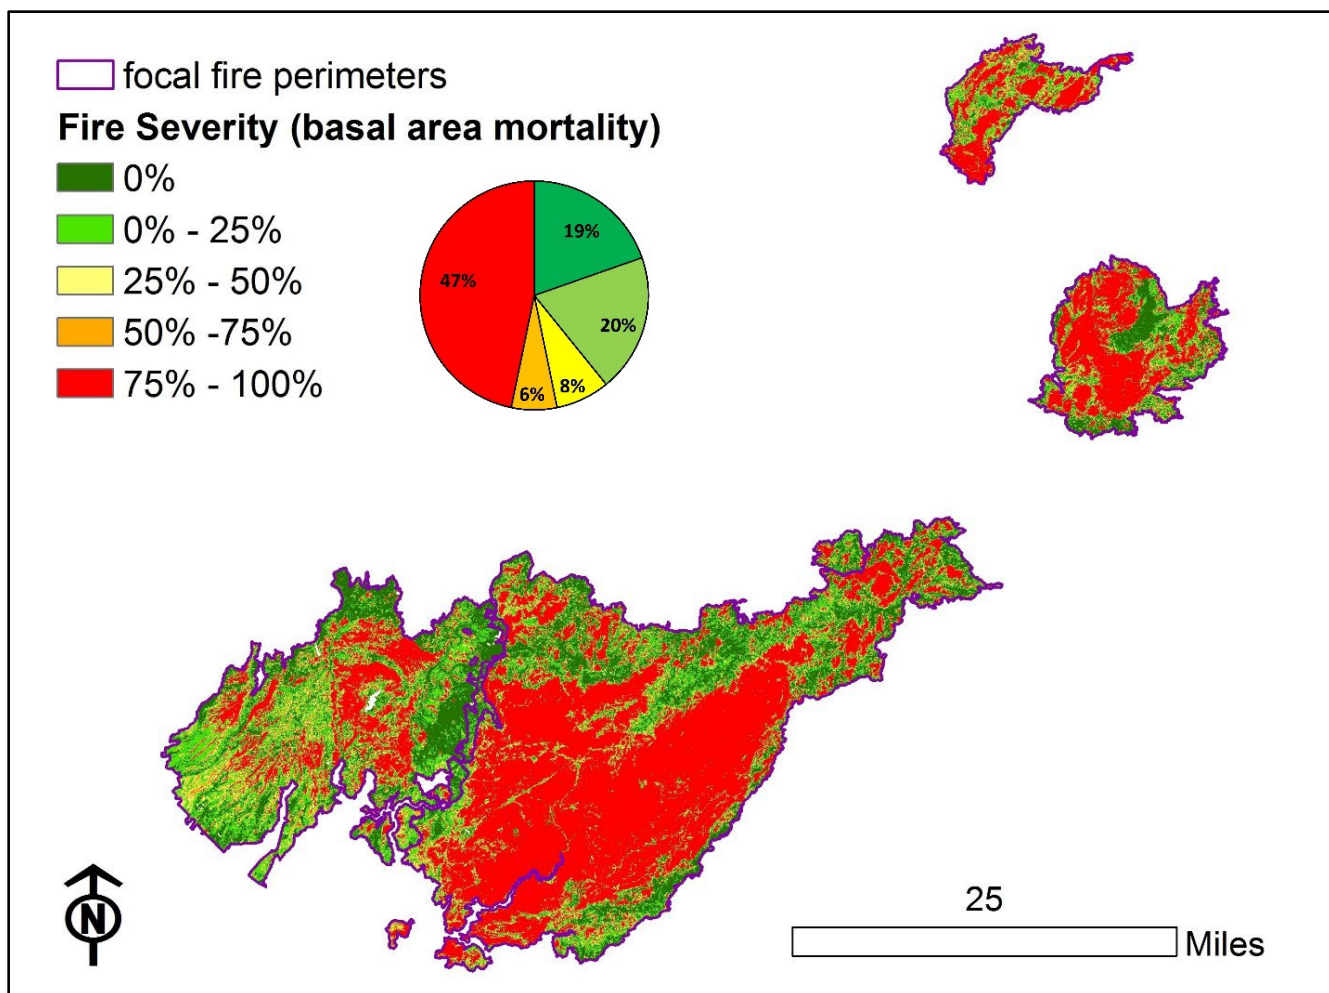 focal fire perimeters
Fire Severity (basal area mortality)
0%
0% - 25%
25% - 50%
50% -75%
75% - 100%
19%
47%
20%
8%
6%
25
Miles
N